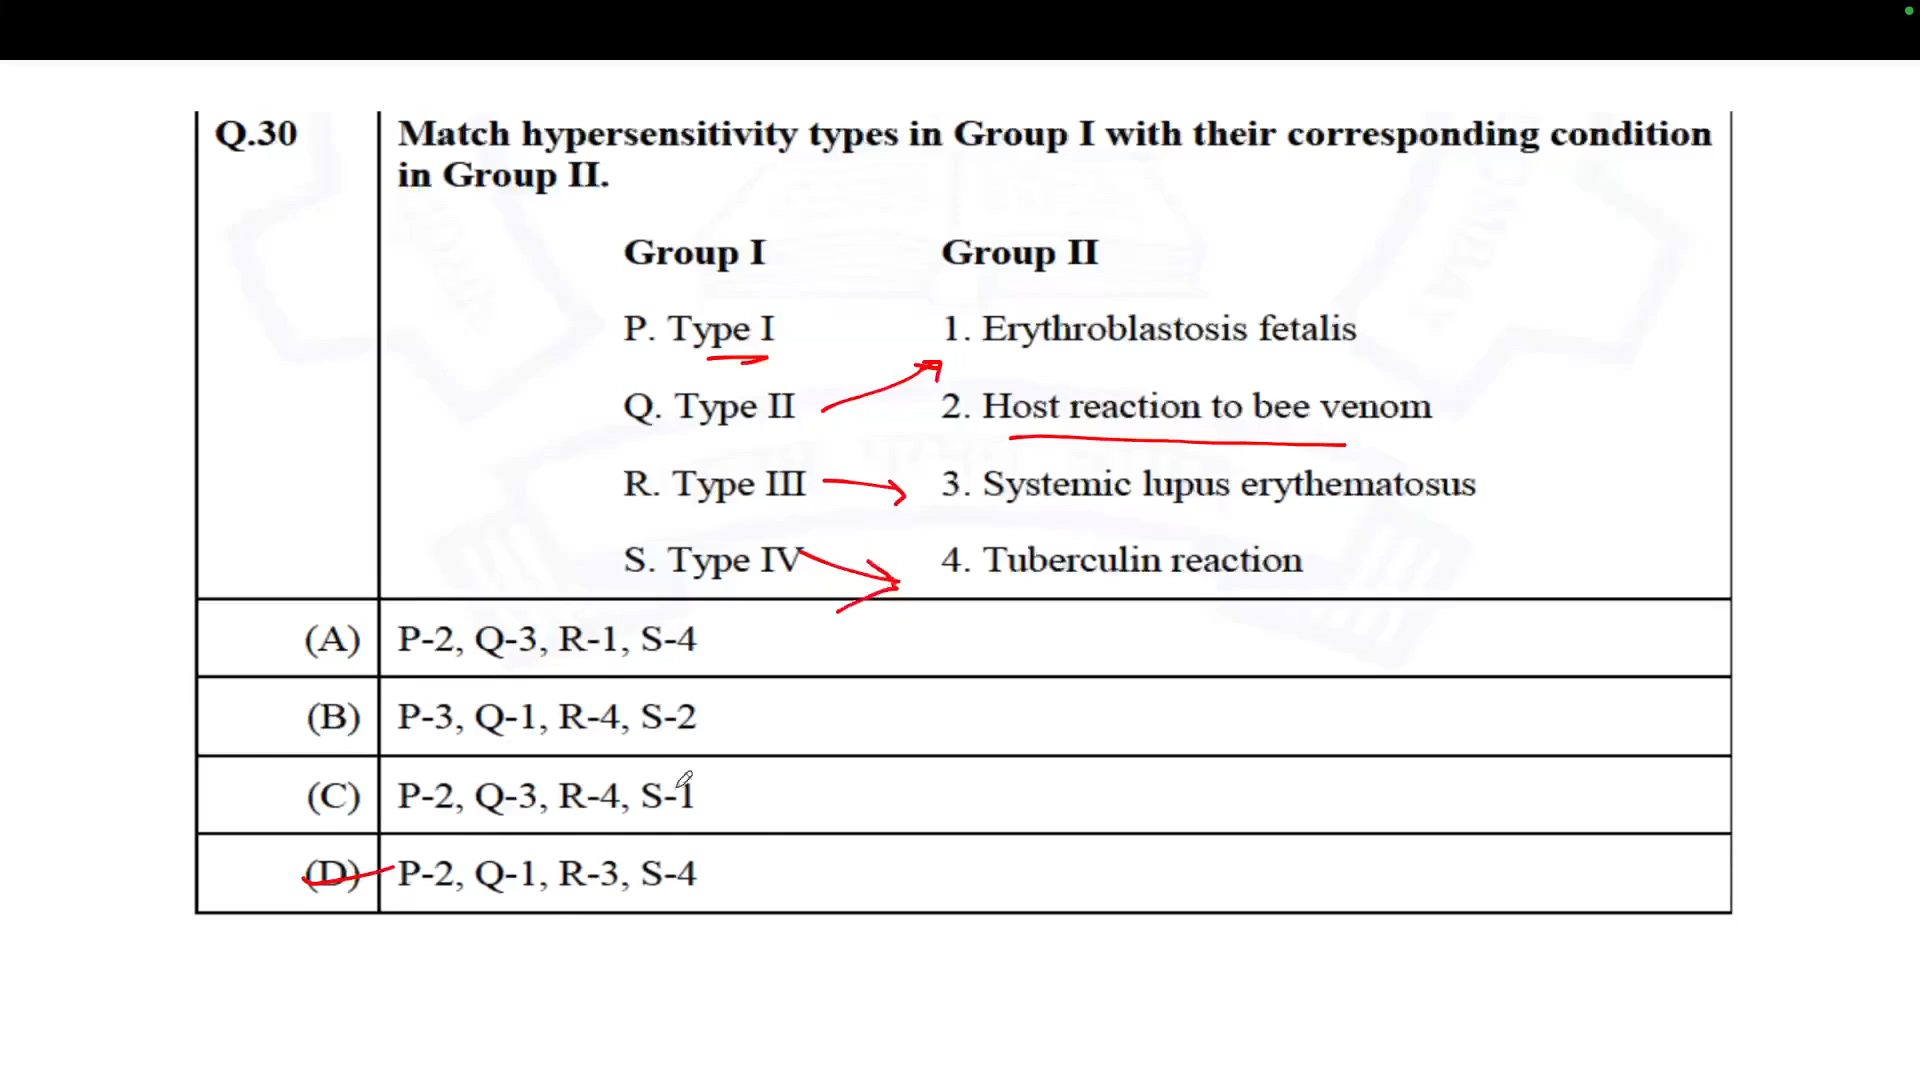 Q.30
Match hypersensitivity types in Group I with their corresponding condition
in Group II.
Group I Group II
P. Type I 1. Erythroblastosis fetalis
Q. Type II 2. Host reaction to bee venom
R. Type III 3. Systemic lupus erythematosus
S. Type IV 4. Tuberculin reaction
(A) P-2, Q-3, R-1, S-4
(B) P-3, Q-1, R-4, S-2
(C) P-2, Q-3, R-4, S-1
(D) P-2, Q-1, R-3, S-4